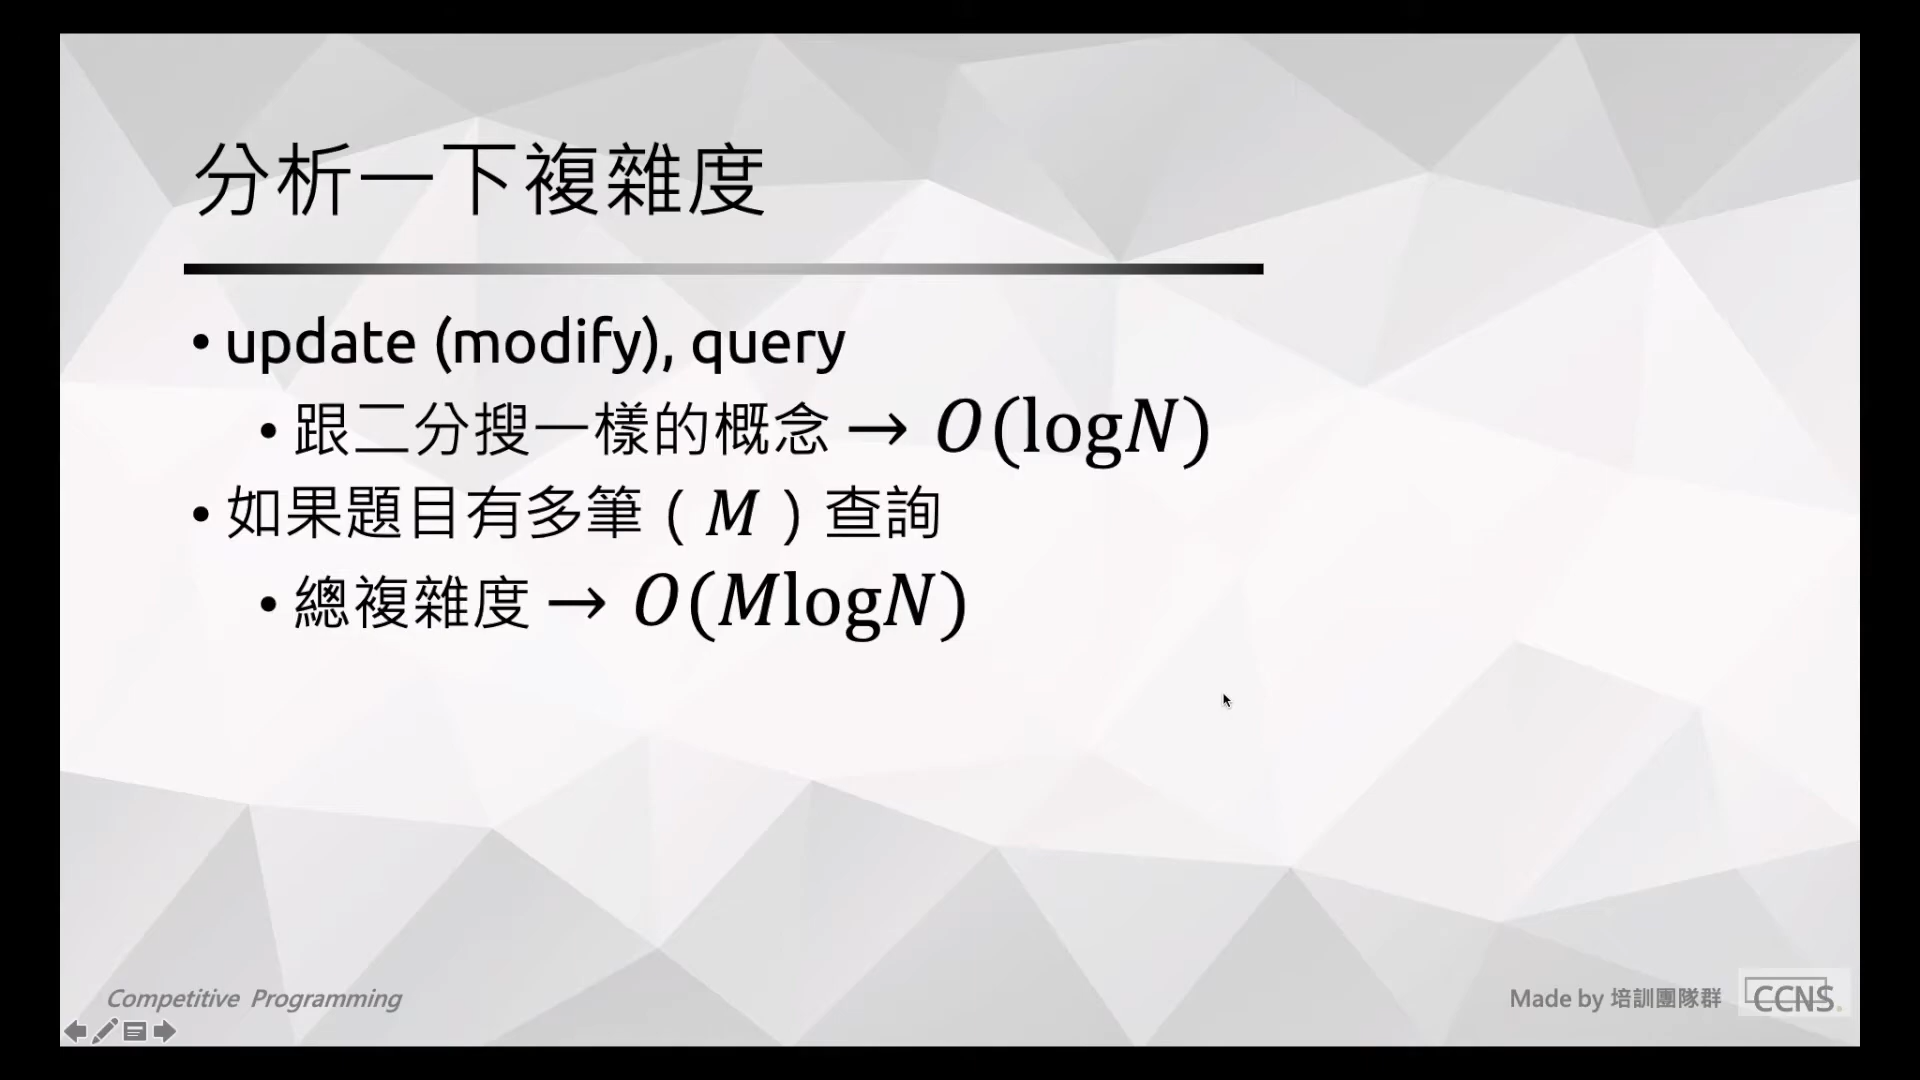 分析一下複雜度
• update (modify), query
• 跟二分搜一樣的概念 → O(logN)
• 如果題目有多筆（M）查詢
• 總複雜度 → O(MlogN)
Competitive Programming
Made by 培訓團隊群
CCNS